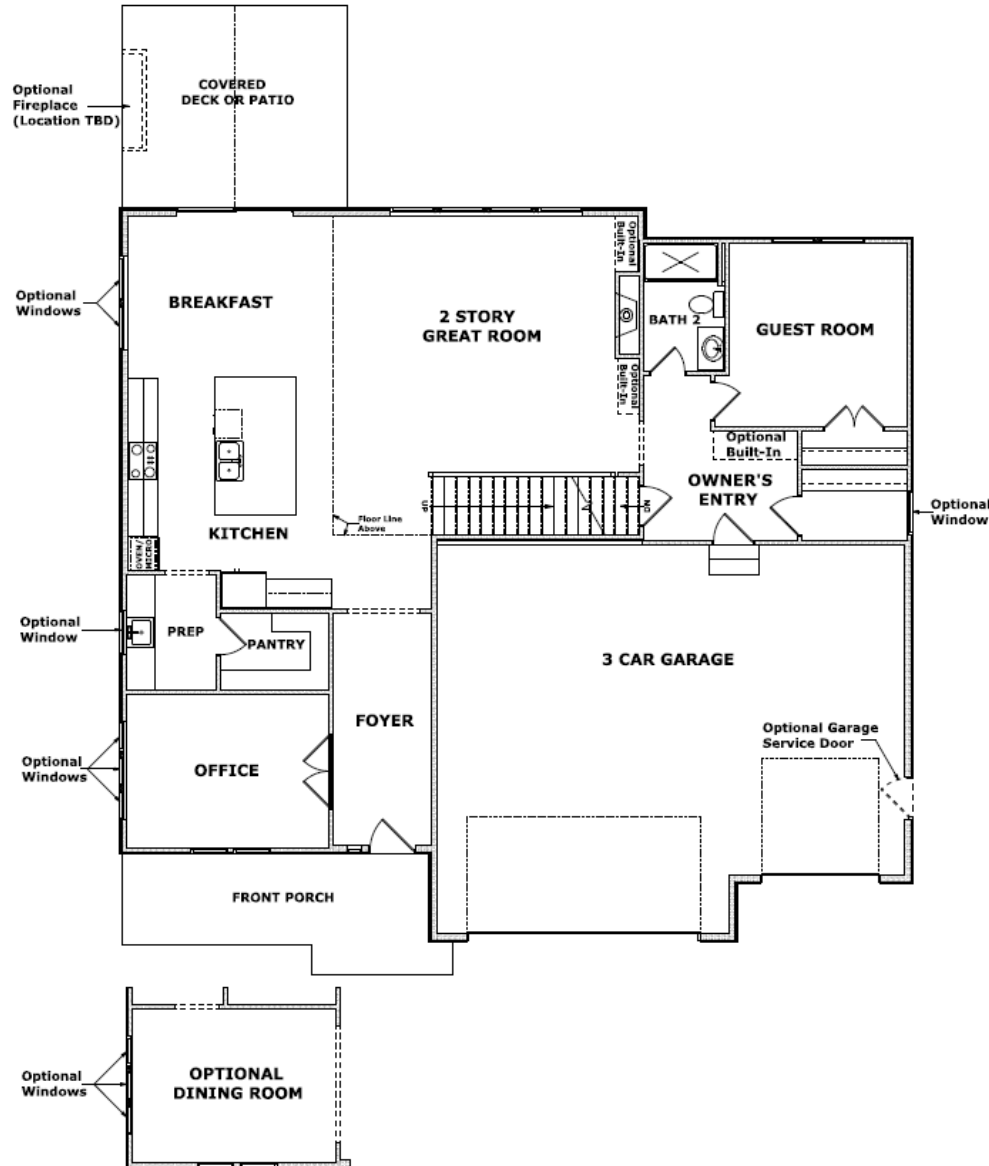 COVERED
DECK OR PATIO
Optional
Fireplace
(Location TBD)
Optional
Windows
BREAKFAST
2 STORY
GREAT ROOM
Optional
Built-In
BATH 2
GUEST ROOM
Optional
Built-In
Optional
Built-In
OWNER'S
ENTRY
UP
DN
Optional
Window
Floor Line
Above
KITCHEN
OVEN/
MICRO
Optional
Window
PREP
PANTRY
3 CAR GARAGE
FOYER
Optional Garage
Service Door
Optional
Windows
OFFICE
FRONT PORCH
Optional
Windows
OPTIONAL
DINING ROOM